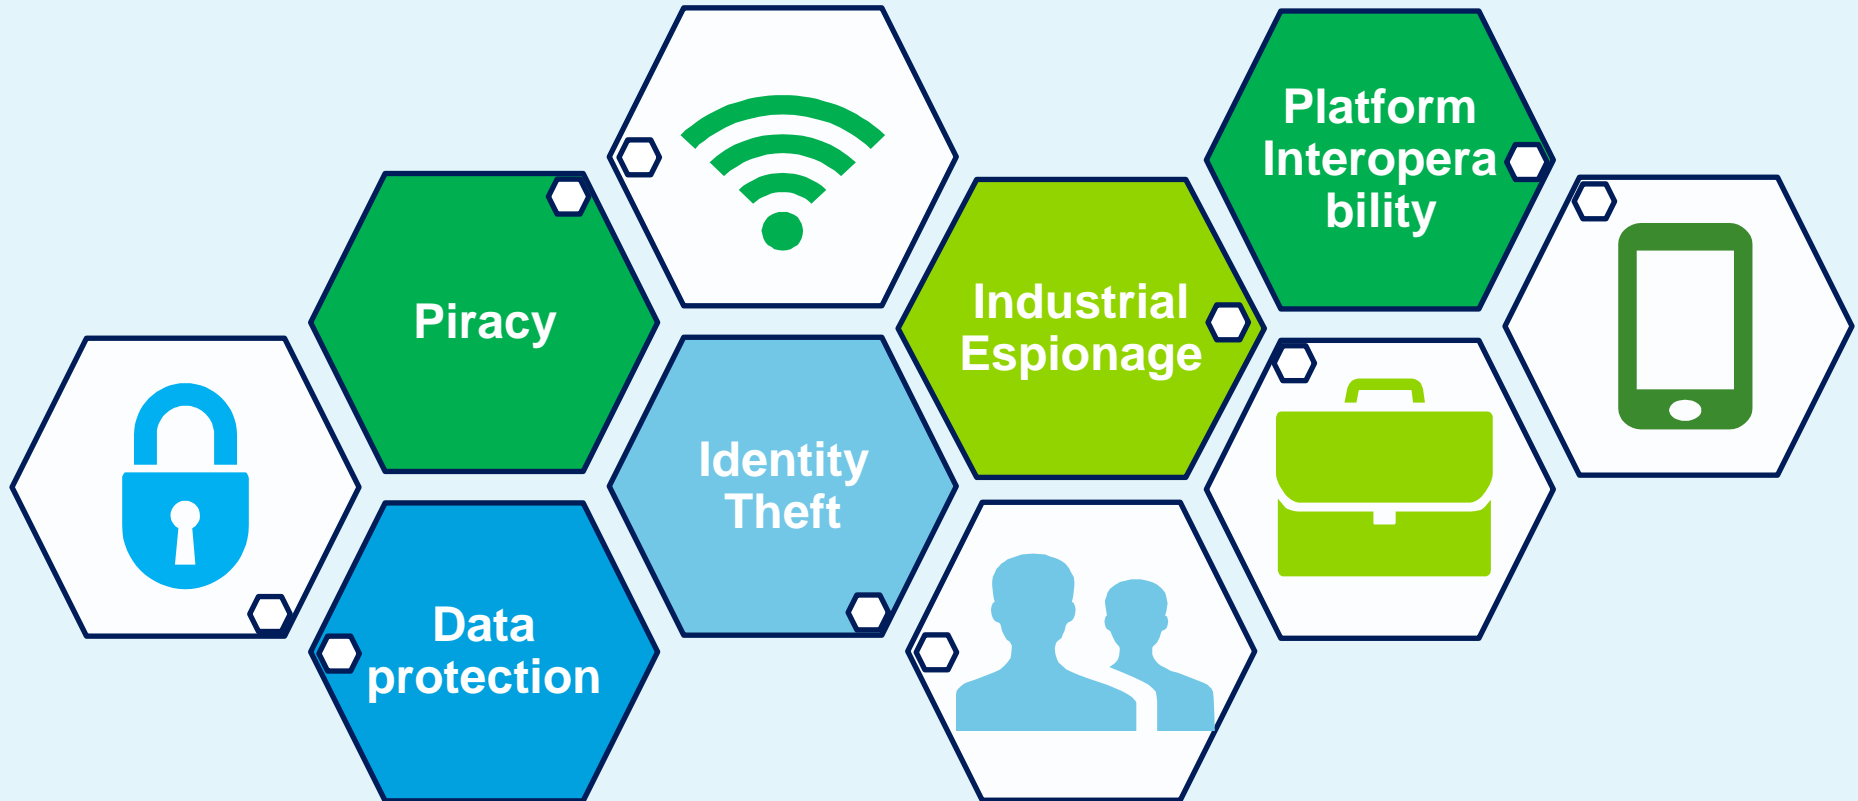 Platform
Interopera
bility
Piracy
Industrial
Espionage
Identity
Theft
Data
protection